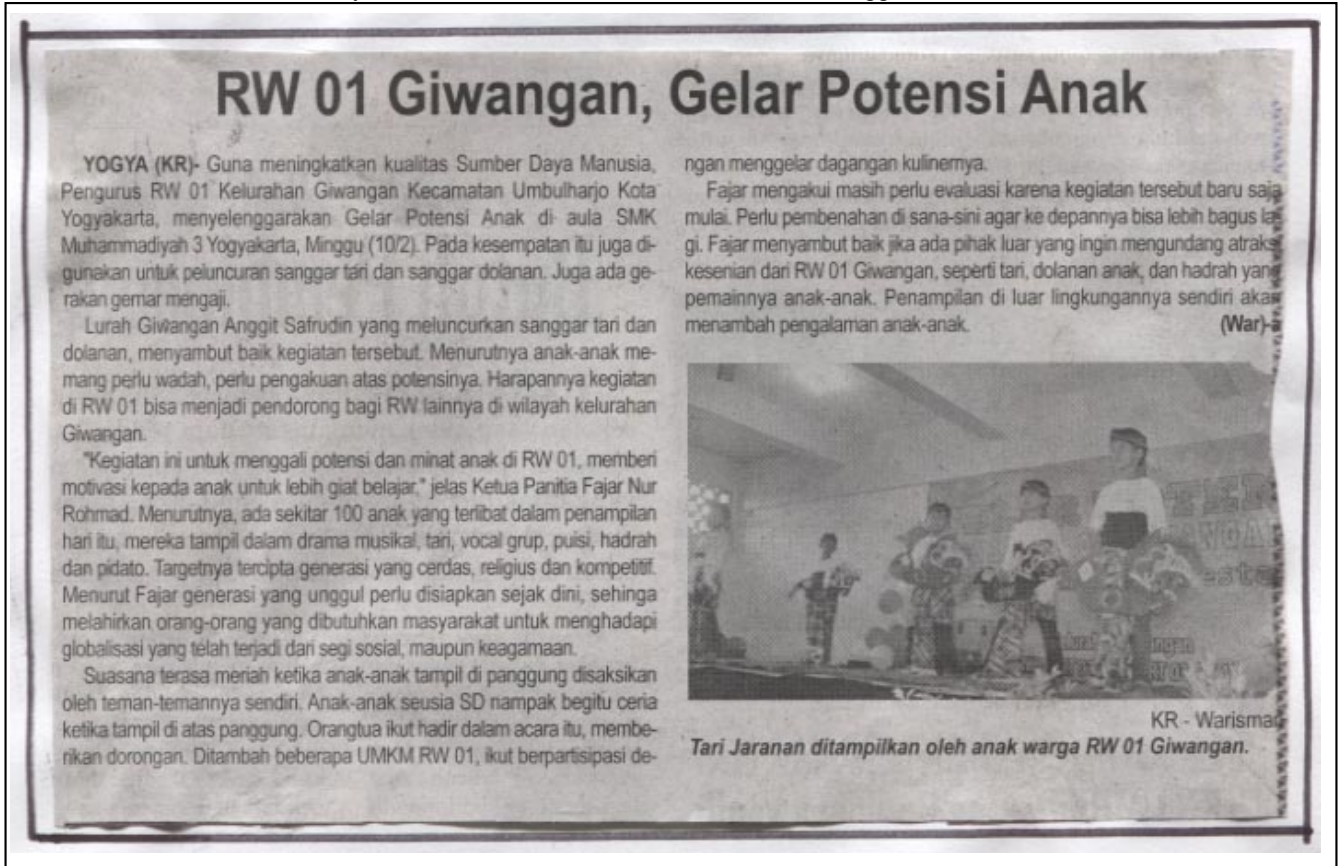 RW 01 Giwangan, Gelar Potensi Anak
YOGYA (KR)- Guna meningkatkan kualitas Sumber Daya Manusia,
Pengurus RW 01 Kelurahan Giwangan Kecamatan Umbulharjo Kota
Yogyakarta, menyelenggarakan Gelar Potensi Anak di aula SMK
Muhammadiyah 3 Yogyakarta, Minggu (10/2). Pada kesempatan itu juga di-
gunakan untuk peluncuran sanggar tari dan sanggar dolanan. Juga ada ge-
rakan gemar mengaji.
Lurah Giwangan Anggit Safrudin yang meluncurkan sanggar tari dan
dolanan, menyambut baik kegiatan tersebut. Menurutnya anak-anak me-
mang perlu wadah, perlu pengakuan atas potensinya. Harapannya kegiatan
di RW 01 bisa menjadi pendorong bagi RW lainnya di wilayah kelurahan
Giwangan.
"Kegiatan ini untuk menggali potensi dan minat anak di RW 01, memberi
motivasi kepada anak untuk lebih giat belajar," jelas Ketua Panitia Fajar Nur
Rohmad. Menurutnya, ada sekitar 100 anak yang terlibat dalam penampilan
hari itu, mereka tampil dalam drama musikal, tari, vocal grup, puisi, hadrah
dan pidato. Targetnya tercipta generasi yang cerdas, religius dan kompetitif.
Menurut Fajar generasi yang unggul perlu disiapkan sejak dini, sehinga
melahirkan orang-orang yang dibutuhkan masyarakat untuk menghadapi
globalisasi yang telah terjadi dari segi sosial, maupun keagamaan.
Suasana terasa meriah ketika anak-anak tampil di panggung disaksikan
oleh teman-temannya sendiri. Anak-anak seusia SD nampak begitu ceria
ketika tampil di atas panggung. Orangtua ikut hadir dalam acara itu, membe-
rikan dorongan. Ditambah beberapa UMKM RW 01, ikut berpartisipasi de-
ngan menggelar dagangan kulinernya.
Fajar mengakui masih perlu evaluasi karena kegiatan tersebut baru saja
mulai. Perlu pembenahan di sana-sini agar ke depannya bisa lebih bagus la-
gi. Fajar menyambut baik jika ada pihak luar yang ingin mengundang atraksi
kesenian dari RW 01 Giwangan, seperti tari, dolanan anak, dan hadrah yang
pemainnya anak-anak. Penampilan di luar lingkungannya sendiri akan
menambah pengalaman anak-anak. (War)-a
KR - Warisman
Tari Jaranan ditampilkan oleh anak warga RW 01 Giwangan.